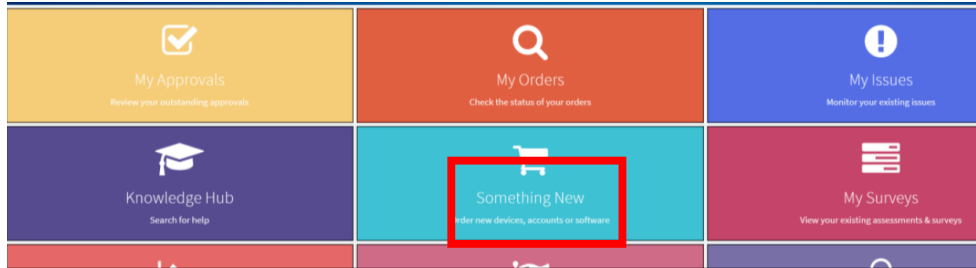 My Approvals
Review your outstanding approvals
My Orders
Check the status of your orders
My Issues
Monitor your existing issues
Knowledge Hub
Search for help
Something New
order new devices, accounts or software
My Surveys
View your existing assessments & surveys